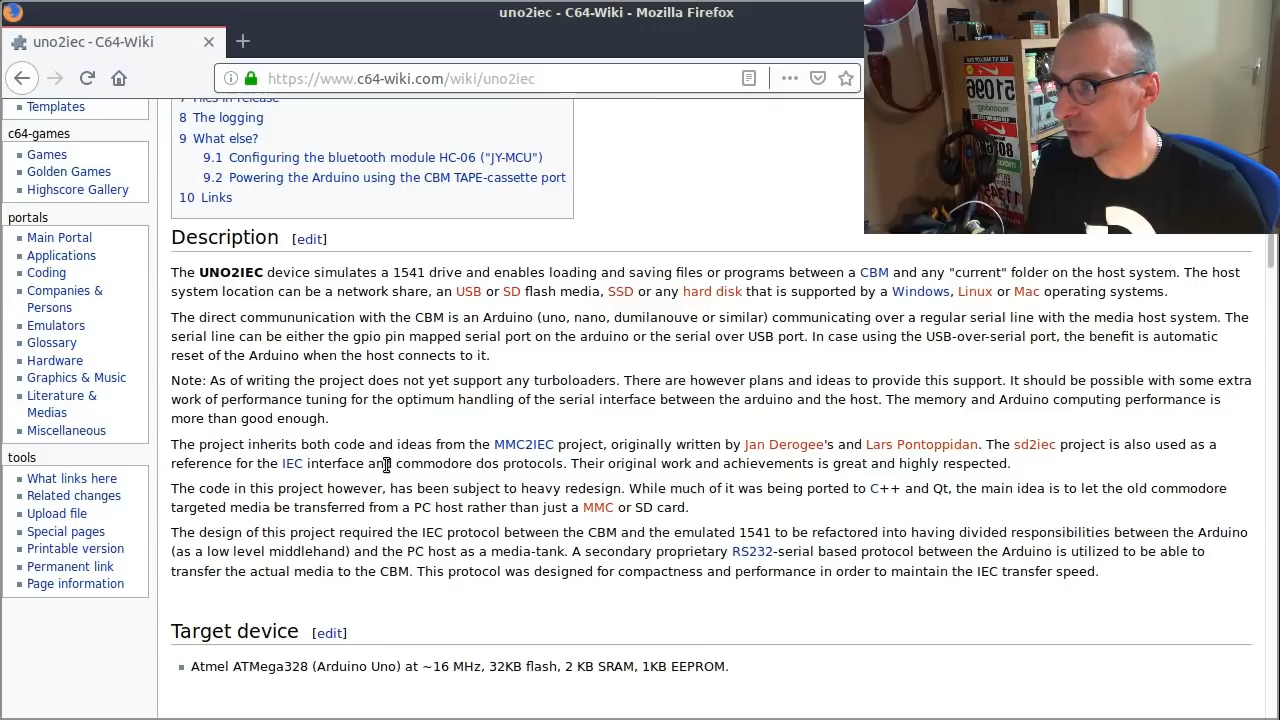 uno2iec - C64-Wiki - Mozilla Firefox
uno2iec - C64-Wiki
https://www.c64-wiki.com/wiki/uno2iec
Templates
c64-games
Games
Golden Games
Highscore Gallery
portals
Main Portal
Applications
Coding
Companies &
Persons
Emulators
Glossary
Hardware
Graphics & Music
Literature &
Medias
Miscellaneous
tools
What links here
Related changes
Upload file
Special pages
Printable version
Permanent link
Page information
7 Files in release
8 The logging
9 What else?
9.1 Configuring the bluetooth module HC-06 ("JY-MCU")
9.2 Powering the Arduino using the CBM TAPE-cassette port
10 Links
Description [edit]
The UNO2IEC device simulates a 1541 drive and enables loading and saving files or programs between a CBM and any "current" folder on the host system. The host
system location can be a network share, an USB or SD flash media, SSD or any hard disk that is supported by a Windows, Linux or Mac operating systems.
The direct commununication with the CBM is an Arduino (uno, nano, dumilanouve or similar) communicating over a regular serial line with the media host system. The
serial line can be either the gpio pin mapped serial port on the arduino or the serial over USB port. In case using the USB-over-serial port, the benefit is automatic
reset of the Arduino when the host connects to it.
Note: As of writing the project does not yet support any turboloaders. There are however plans and ideas to provide this support. It should be possible with some extra
work of performance tuning for the optimum handling of the serial interface between the arduino and the host. The memory and Arduino computing performance is
more than good enough.
The project inherits both code and ideas from the MMC2IEC project, originally written by Jan Derogee's and Lars Pontoppidan. The sd2iec project is also used as a
reference for the IEC interface and commodore dos protocols. Their original work and achievements is great and highly respected.
The code in this project however, has been subject to heavy redesign. While much of it was being ported to C++ and Qt, the main idea is to let the old commodore
targeted media be transferred from a PC host rather than just a MMC or SD card.
The design of this project required the IEC protocol between the CBM and the emulated 1541 to be refactored into having divided responsibilities between the Arduino
(as a low level middlehand) and the PC host as a media-tank. A secondary proprietary RS232-serial based protocol between the Arduino is utilized to be able to
transfer the actual media to the CBM. This protocol was designed for compactness and performance in order to maintain the IEC transfer speed.
Target device [edit]
Atmel ATMega328 (Arduino Uno) at ~16 MHz, 32KB flash, 2 KB SRAM, 1KB EEPROM.
51096